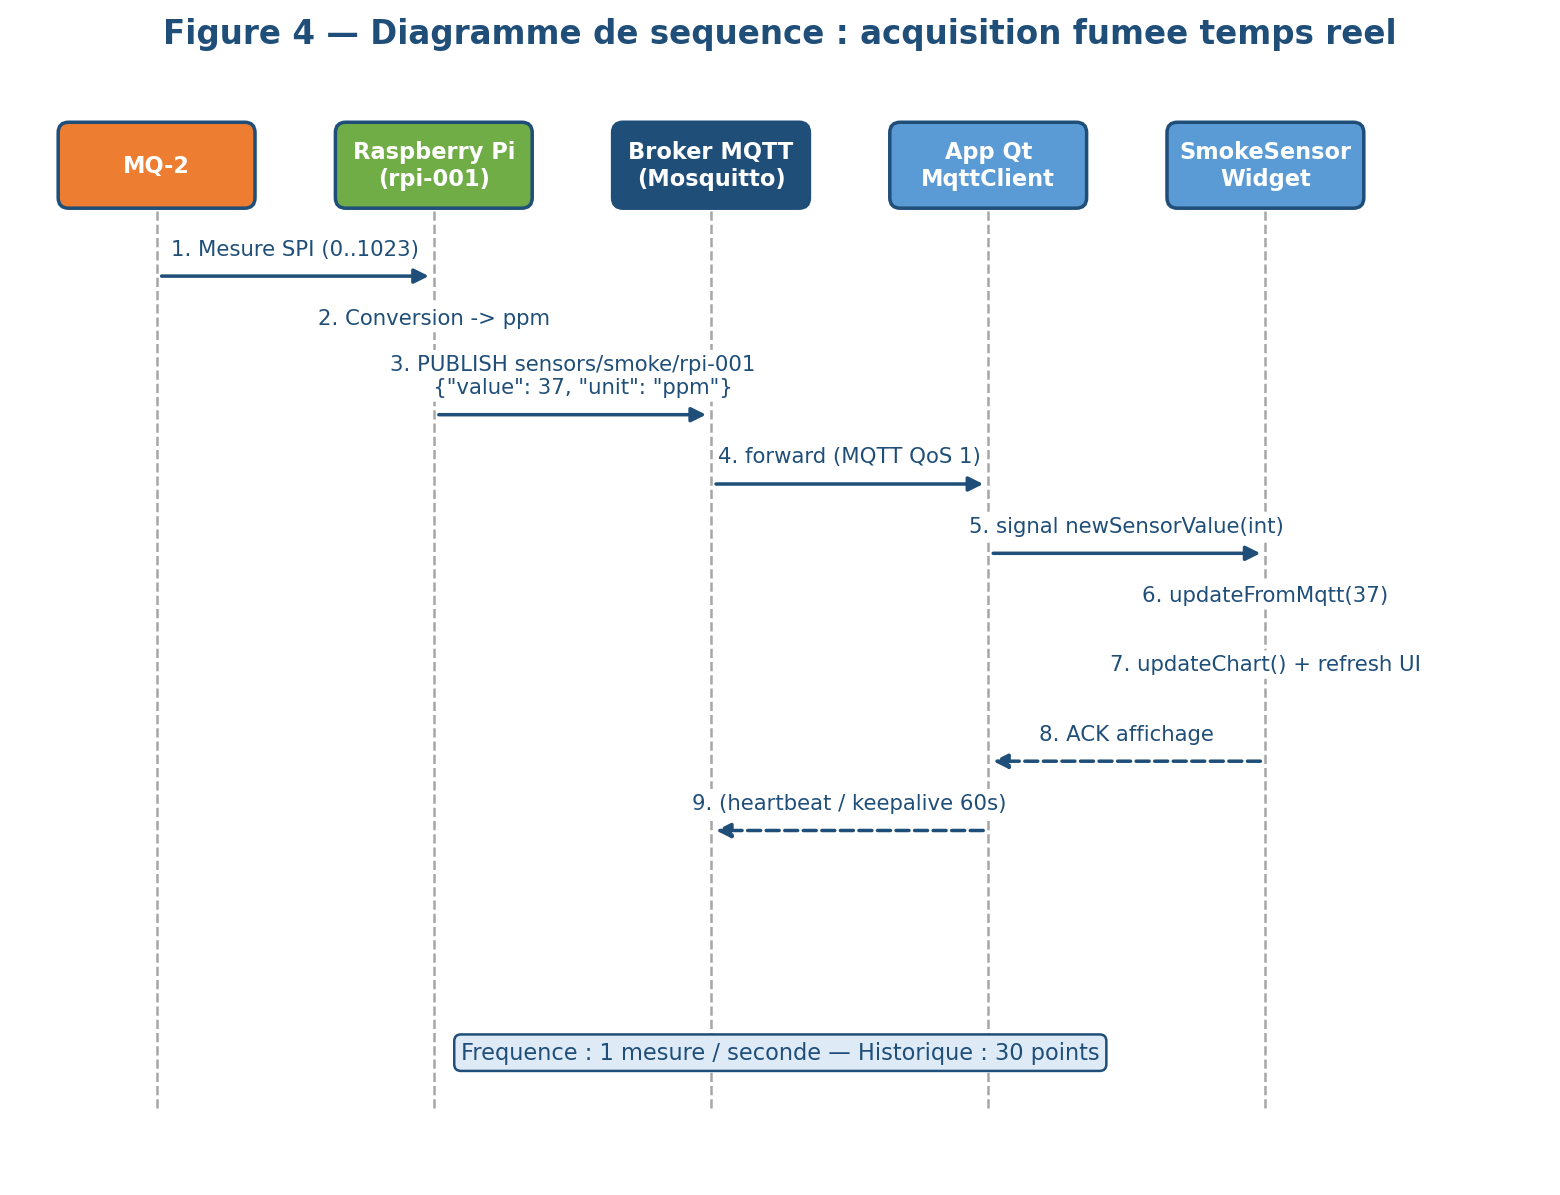 Figure 4 — Diagramme de sequence : acquisition fumee temps reel
MQ-2
Raspberry Pi
(rpi-001)
Broker MQTT
(Mosquitto)
App Qt
MqttClient
SmokeSensor
Widget
1. Mesure SPI (0..1023)
2. Conversion -> ppm
3. PUBLISH sensors/smoke/rpi-001
{"value": 37, "unit": "ppm"}
4. forward (MQTT QoS 1)
5. signal newSensorValue(int)
6. updateFromMqtt(37)
7. updateChart() + refresh UI
8. ACK affichage
9. (heartbeat / keepalive 60s)
Frequence : 1 mesure / seconde — Historique : 30 points